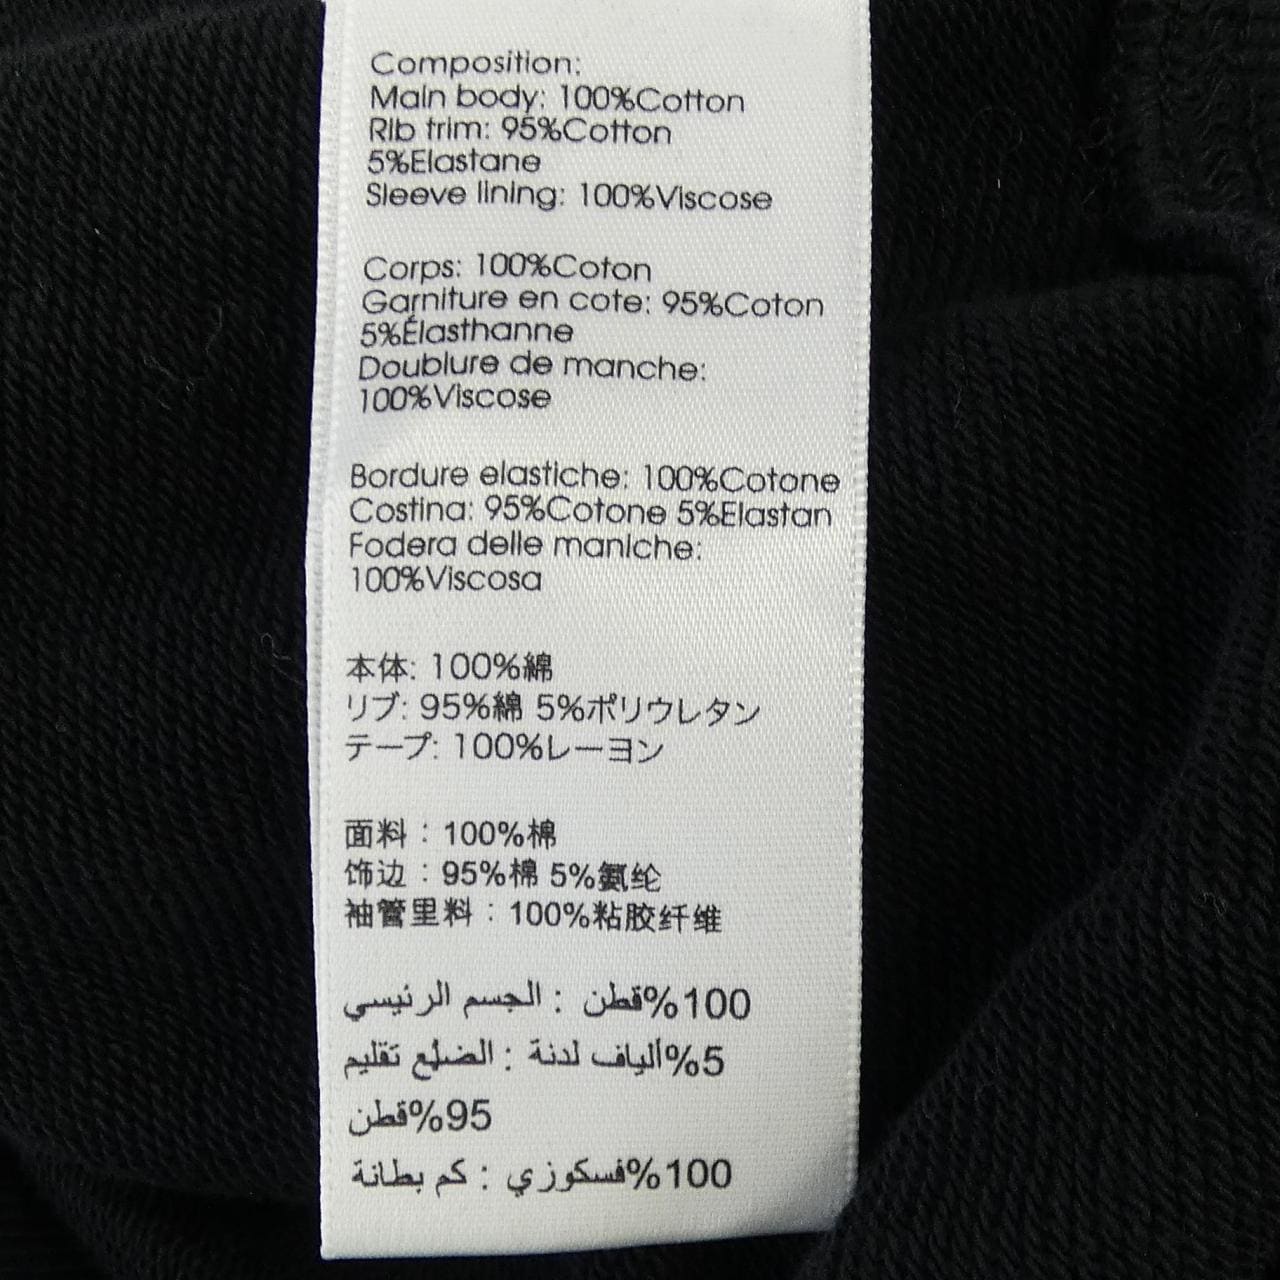 Composition:
Main body: 100%Cotton
Rib trim: 95%Cotton
5%Elastane
Sleeve lining: 100%Viscose
Corps: 100%Coton
Garniture en cote: 95%Coton
5%Élasthanne
Doublure de manche:
100%Viscose
Bordure elastiche: 100%Cotone
Costina: 95%Cotone 5%Elastan
Fodera delle maniche:
100%Viscosa
本体: 100%綿
リブ: 95%綿 5%ポリウレタン
テープ: 100%レーヨン
面料：100%棉
饰边：95%棉 5%氨纶
袖管里料：100%粘胶纤维
100%قطن : الجسم الرئيسي
5%ألياف لدنة : الضلع تقليم
95%قطن
100%فسكوزي : كم بطانة